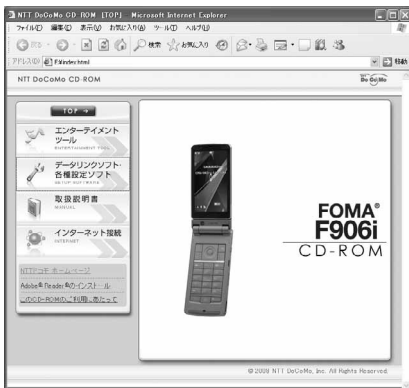 NTT DoCoMo CD ROM [TOP] Microsoft Internet Explorer
ファイル(F) 編集(E) 表示(V) お気に入り(A) ツール(T) ヘルプ(H)
戻る 検索 お気に入り
アドレス(D) F:¥index.html 移動
NTT DoCoMo CD-ROM
TOP
エンターテイメント
ツール
ENTERTAINMENT TOOL
データリンクソフト・
各種設定ソフト
SETUP SOFTWARE
取扱説明書
MANUAL
インターネット接続
INTERNET
NTTドコモ ホームページ
Adobe® Reader®のインストール
このCD-ROMのご利用にあたって
FOMA®
F906i
CD-ROM
© 2008 NTT DoCoMo, Inc. All Rights Reserved.